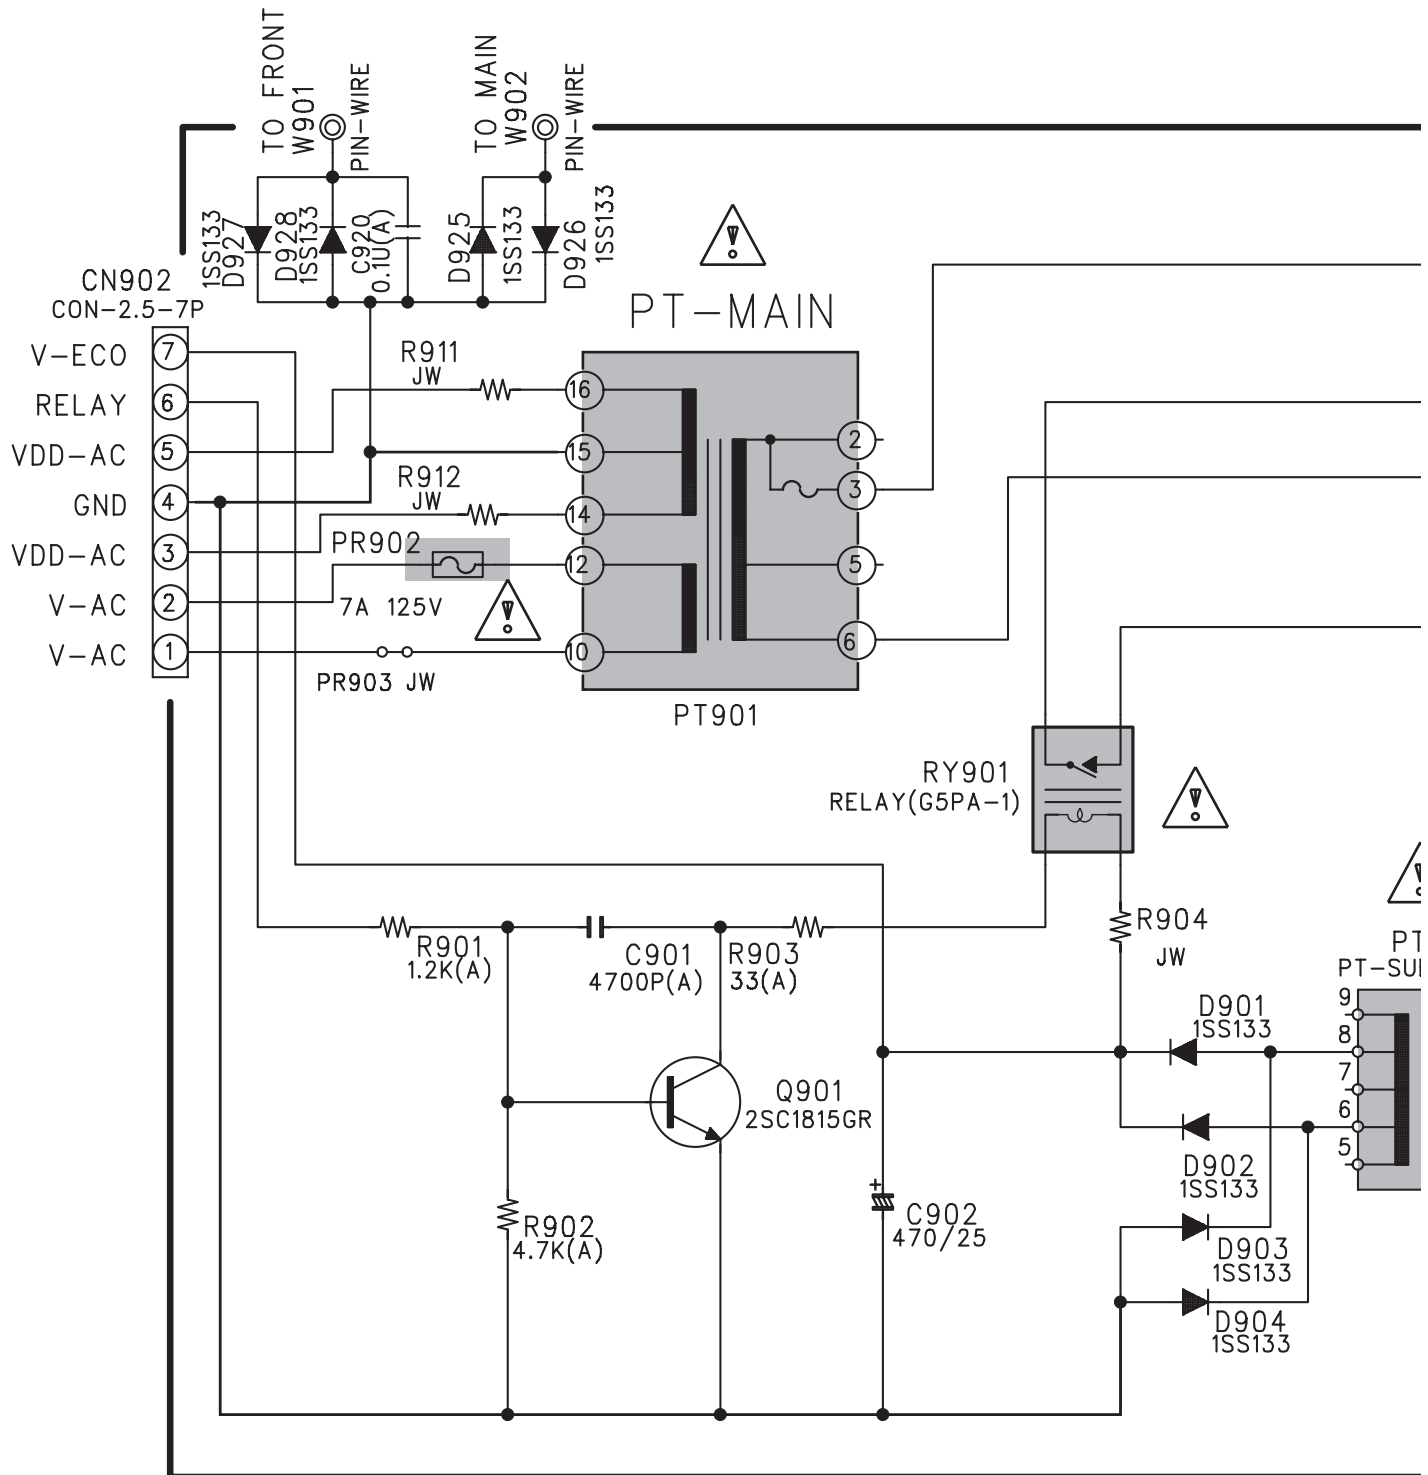 TO FRONT
W901
PIN-WIRE
TO MAIN
W902
PIN-WIRE
1SS133
D927
D928
1SS133
C920
0.1U(A)
D925
1SS133
D926
1SS133
CN902
CON-2.5-7P
PT-MAIN
V-ECO
7
RELAY
6
VDD-AC
5
GND
4
VDD-AC
3
V-AC
2
V-AC
1
R911
JW
R912
JW
PR902
7A 125V
PR903 JW
16
15
14
12
10
2
3
5
6
PT901
RY901
RELAY(G5PA-1)
R901
1.2K(A)
C901
4700P(A)
R903
33(A)
R904
JW
PT
PT-SU
9
8
7
6
5
D901
1SS133
Q901
2SC1815GR
D902
1SS133
R902
4.7K(A)
+
C902
470/25
D903
1SS133
D904
1SS133